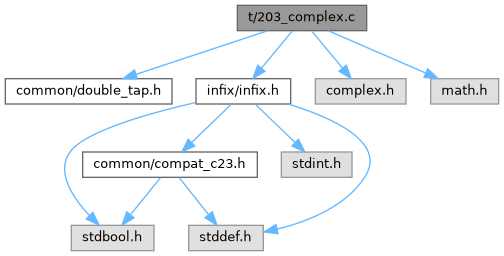 t/203_complex.c
common/double_tap.h
infix/infix.h
complex.h
math.h
common/compat_c23.h
stdint.h
stdbool.h
stddef.h